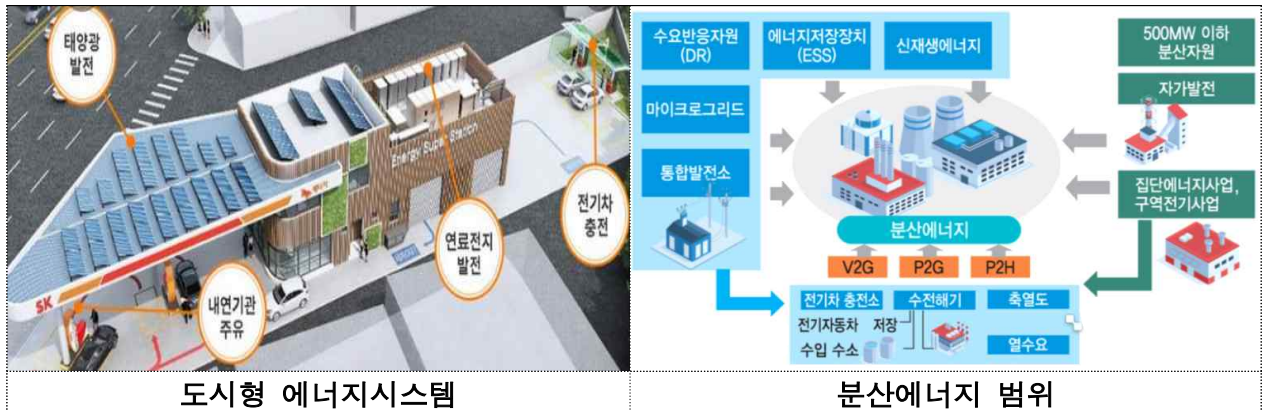 태양광
발전
Energy Super Station
전기차
충전
연료전지
발전
내연기관
주유
SK
도시형 에너지시스템
수요반응자원
(DR)
에너지저장장치
(ESS)
신재생에너지
마이크로그리드
통합발전소
500MW 이하
분산자원
자가발전
집단에너지사업,
구역전기사업
분산에너지
V2G
P2G
P2H
전기차 충전소
수전해기
축열도
전기자동차
저장
수입 수소
열수요
분산에너지 범위